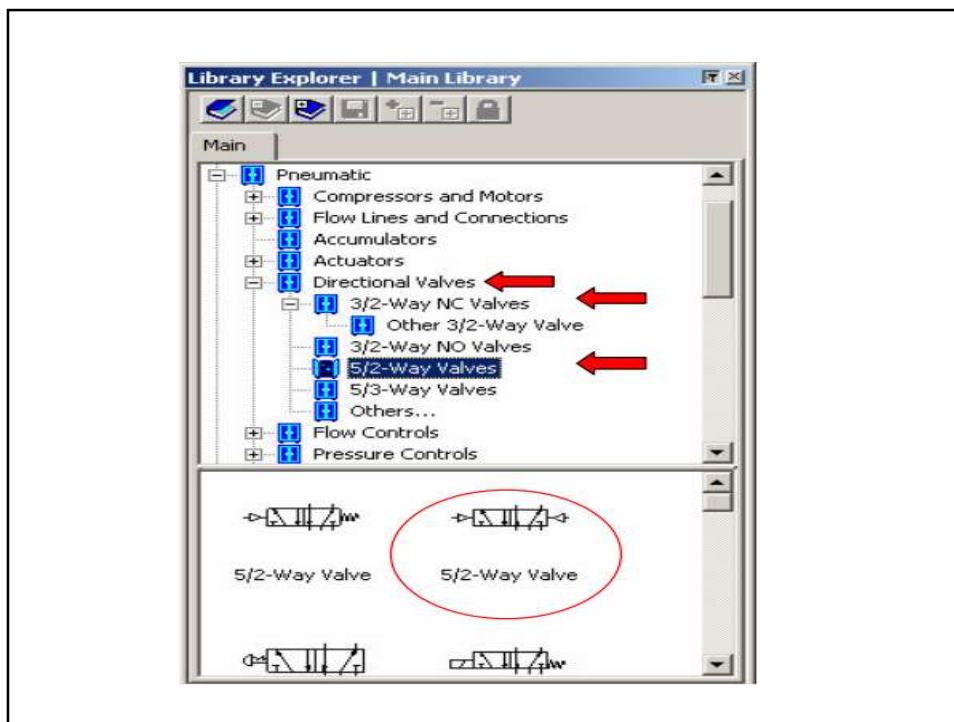 Library Explorer | Main Library
Main
Pneumatic
Compressors and Motors
Flow Lines and Connections
Accumulators
Actuators
Directional Valves
3/2-Way NC Valves
Other 3/2-Way Valve
3/2-Way NO Valves
5/2-Way Valves
5/3-Way Valves
Others...
Flow Controls
Pressure Controls
5/2-Way Valve 5/2-Way Valve